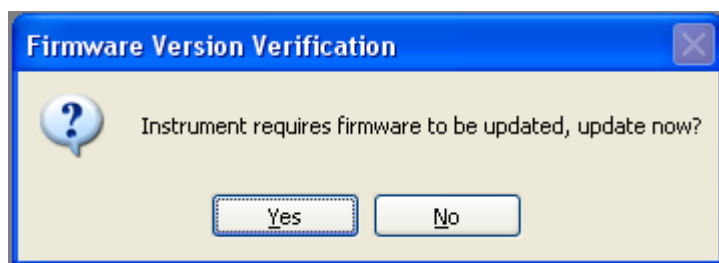 Firmware Version Verification
Instrument requires firmware to be updated, update now?
Yes No